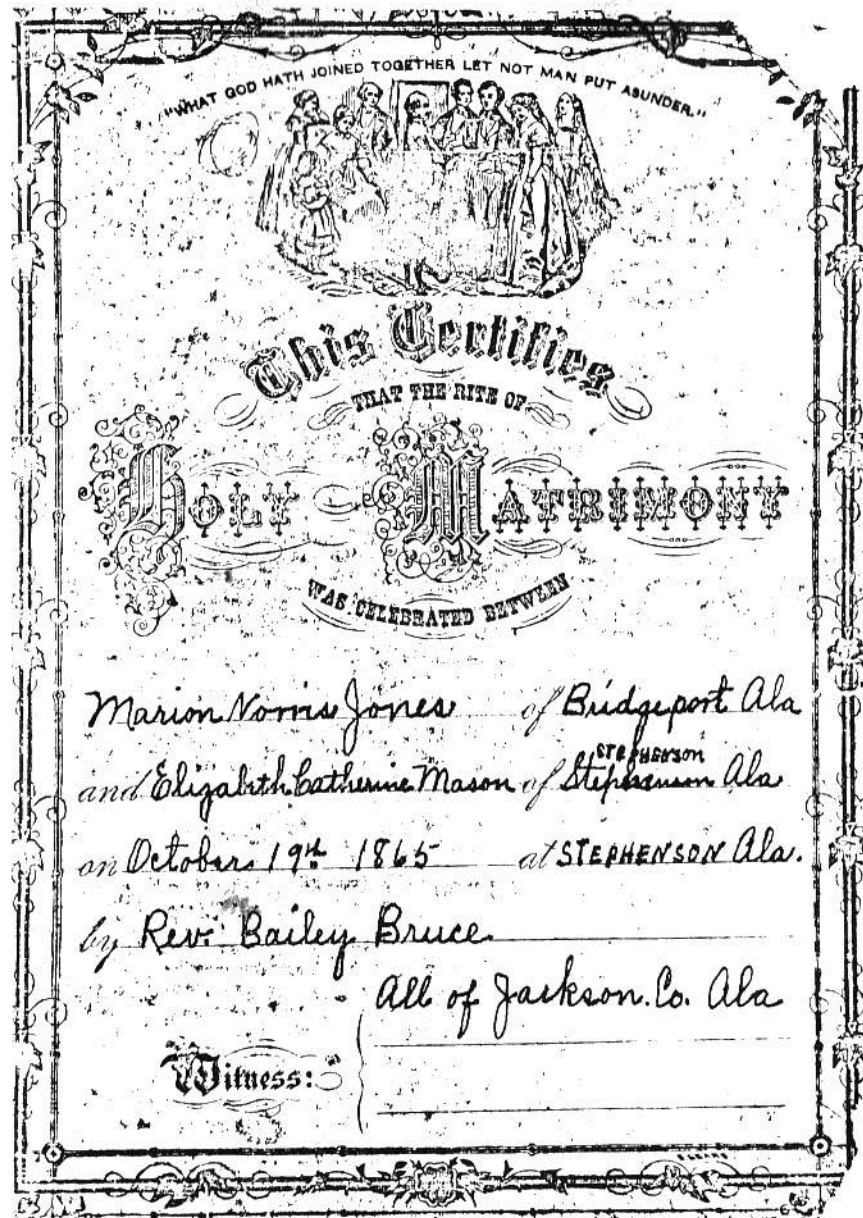 "WHAT GOD HATH JOINED TOGETHER LET NOT MAN PUT ASUNDER."
This Certifies
THAT THE RITE OF
HOLY MATRIMONY
WAS CELEBRATED BETWEEN
Marion Norris Jones of Bridgeport Ala
STEPHENSON
and Elizabeth Catherine Mason of Stephenson Ala
on October 19th 1865 at STEPHENSON Ala.
by Rev. Bailey Bruce
All of Jackson. Co. Ala
Witness: